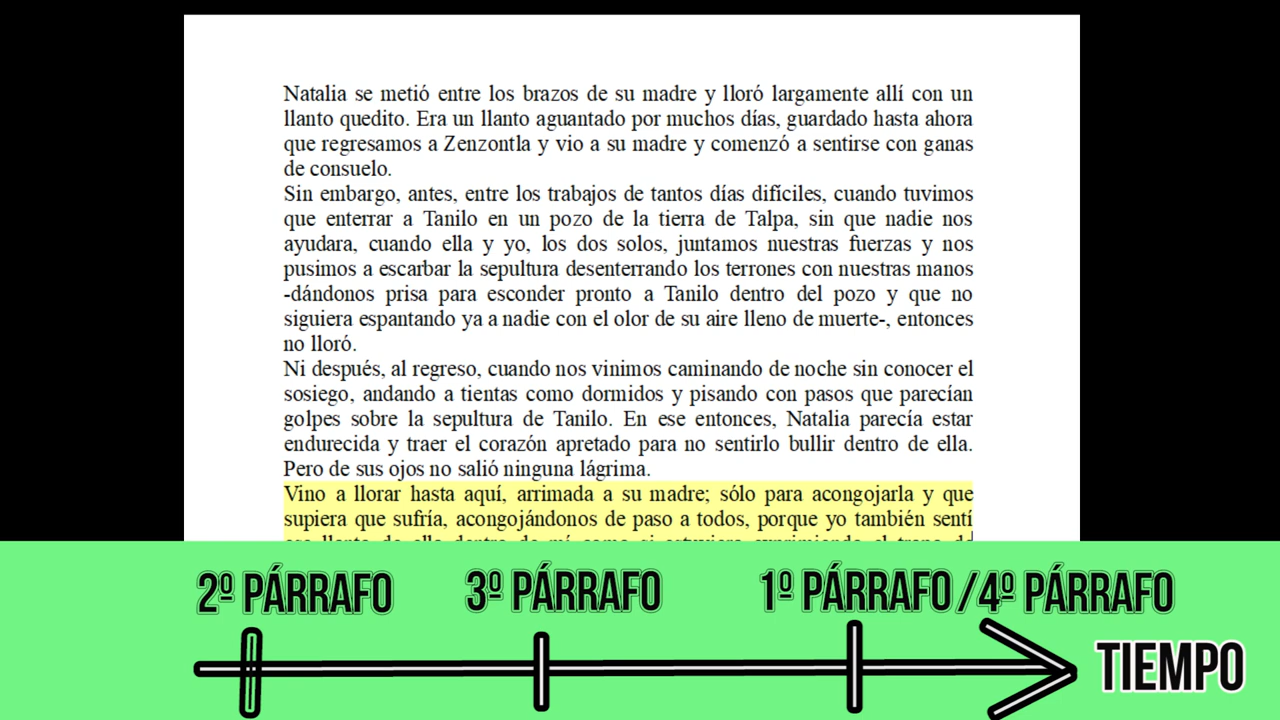 Natalia se metió entre los brazos de su madre y lloró largamente allí con un
llanto quedito. Era un llanto aguantado por muchos días, guardado hasta ahora
que regresamos a Zenzontla y vio a su madre y comenzó a sentirse con ganas
de consuelo.
Sin embargo, antes, entre los trabajos de tantos días difíciles, cuando tuvimos
que enterrar a Tanilo en un pozo de la tierra de Talpa, sin que nadie nos
ayudara, cuando ella y yo, los dos solos, juntamos nuestras fuerzas y nos
pusimos a escarbar la sepultura desenterrando los terrones con nuestras manos
-dándonos prisa para esconder pronto a Tanilo dentro del pozo y que no
siguiera espantando ya a nadie con el olor de su aire lleno de muerte-, entonces
no lloró.
Ni después, al regreso, cuando nos vinimos caminando de noche sin conocer el
sosiego, andando a tientas como dormidos y pisando con pasos que parecían
golpes sobre la sepultura de Tanilo. En ese entonces, Natalia parecía estar
endurecida y traer el corazón apretado para no sentirlo bullir dentro de ella.
Pero de sus ojos no salió ninguna lágrima.
Vino a llorar hasta aquí, arrimada a su madre; sólo para acongojarla y que
supiera que sufría, acongojándonos de paso a todos, porque yo también sentí
2º PÁRRAFO
3º PÁRRAFO
1º PÁRRAFO /4º PÁRRAFO
TIEMPO